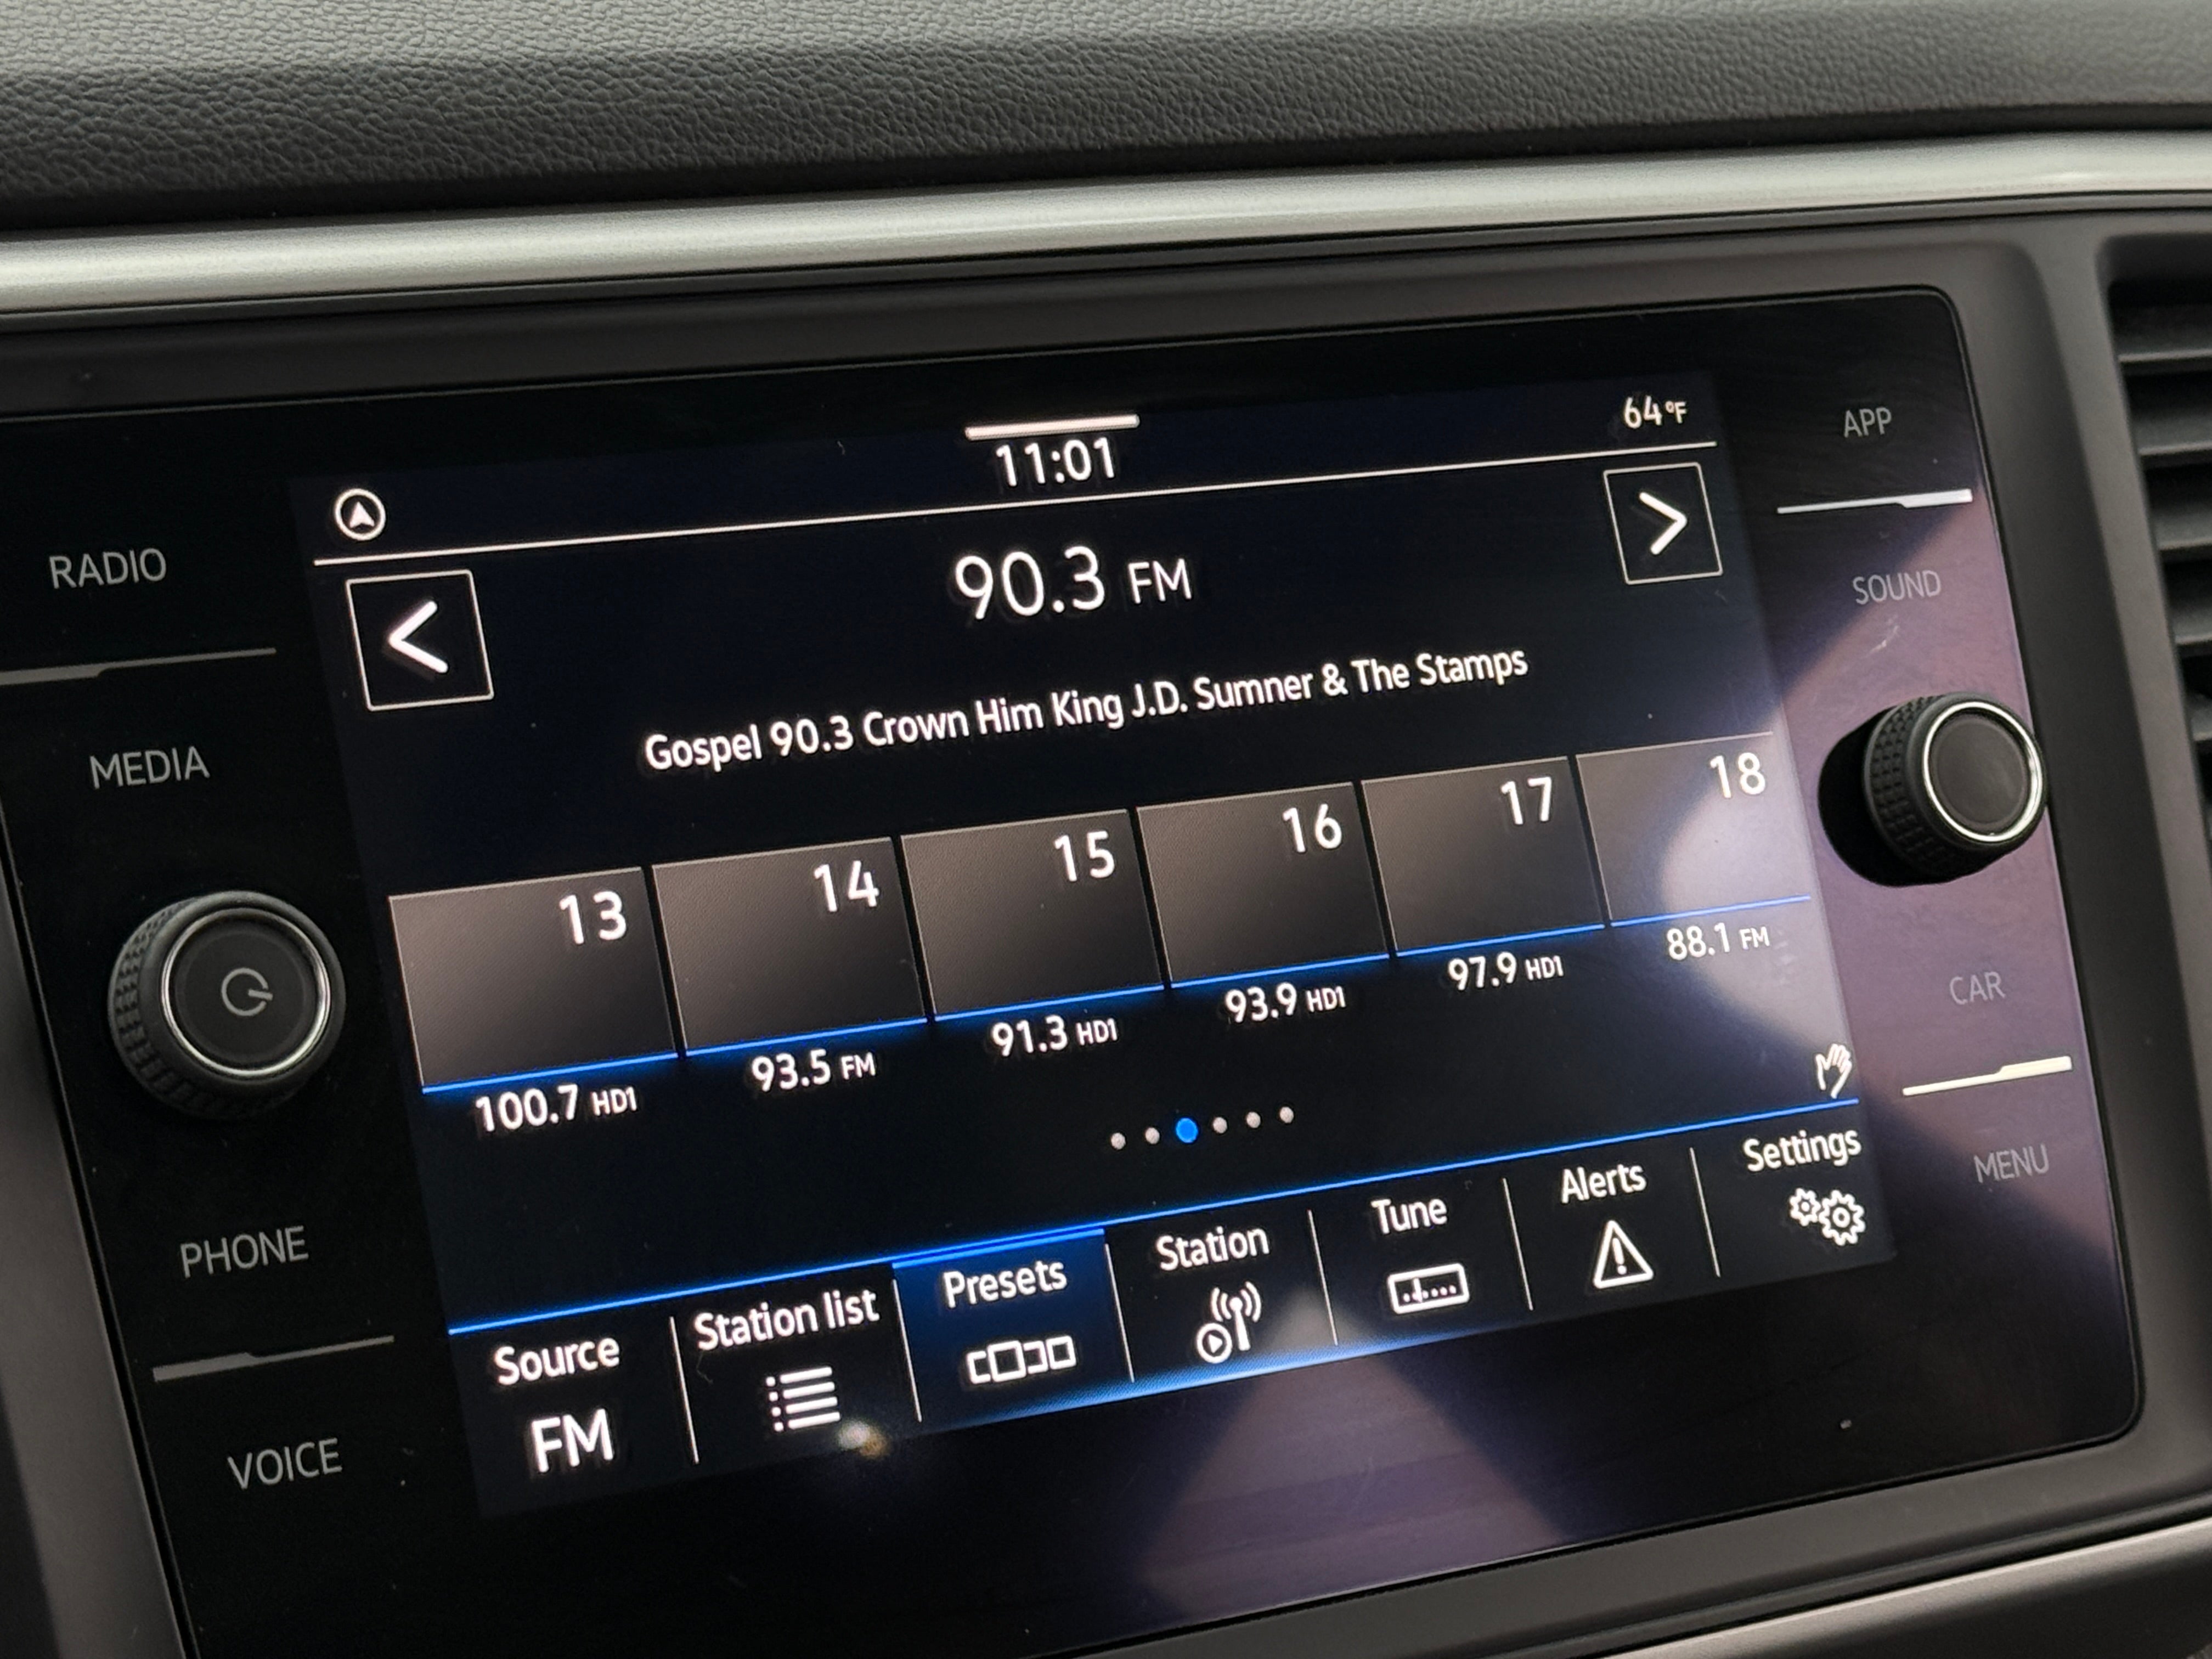 64°F
11:01
90.3 FM
Gospel 90.3 Crown Him King J.D. Sumner & The Stamps
13 14 15 16 17 18
100.7 HD1 93.5 FM 91.3 HD1 93.9 HD1 97.9 HD1 88.1 FM
Source Station list Presets Station Tune Alerts Settings
FM
RADIO
MEDIA
PHONE
VOICE
APP
SOUND
CAR
MENU